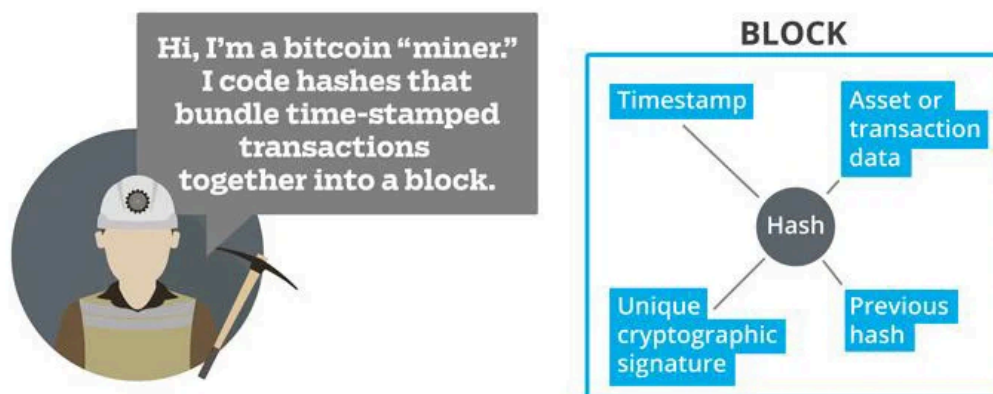 Hi, I'm a bitcoin “miner.”
I code hashes that
bundle time-stamped
transactions
together into a block.
BLOCK
Timestamp
Asset or
transaction
data
Hash
Unique
cryptographic
signature
Previous
hash